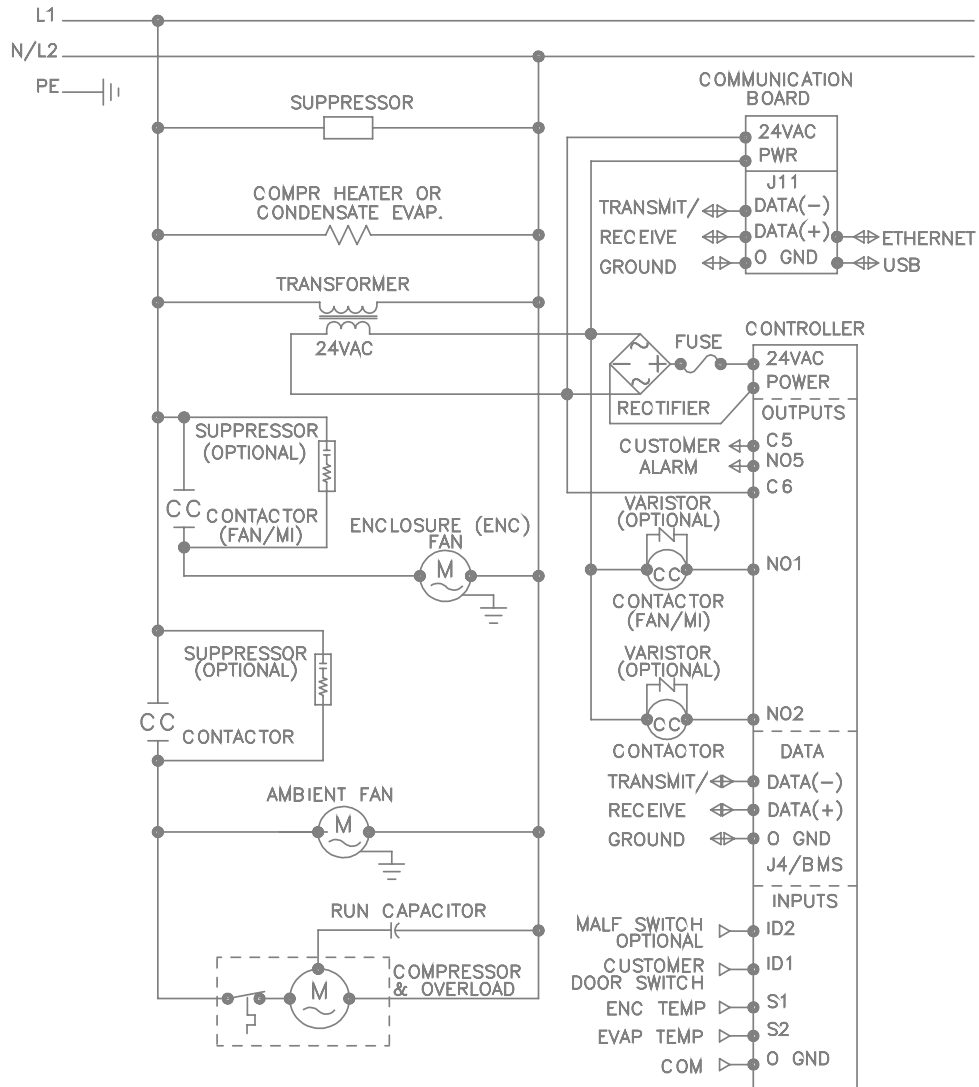 L1
N/L2
PE
SUPPRESSOR
COMPR HEATER OR
CONDENSATE EVAP.
TRANSFORMER
24VAC
SUPPRESSOR
(OPTIONAL)
CC
CONTACTOR
(FAN/MI)
ENCLOSURE (ENC)
FAN
M
SUPPRESSOR
(OPTIONAL)
CC
CONTACTOR
AMBIENT FAN
M
RUN CAPACITOR
M
COMPRESSOR
& OVERLOAD
COMMUNICATION
BOARD
24VAC
PWR
J11
TRANSMIT/
DATA(-)
RECEIVE
DATA(+)
ETHERNET
GROUND
O GND
USB
FUSE
RECTIFIER
CONTROLLER
24VAC
POWER
OUTPUTS
CUSTOMER
ALARM
C5
NO5
C6
VARISTOR
(OPTIONAL)
CC
NO1
CONTACTOR
(FAN/MI)
VARISTOR
(OPTIONAL)
CC
NO2
CONTACTOR
DATA
TRANSMIT/
DATA(-)
RECEIVE
DATA(+)
GROUND
O GND
J4/BMS
INPUTS
MALF SWITCH
OPTIONAL
ID2
CUSTOMER
DOOR SWITCH
ID1
ENC TEMP
S1
EVAP TEMP
S2
COM
O GND